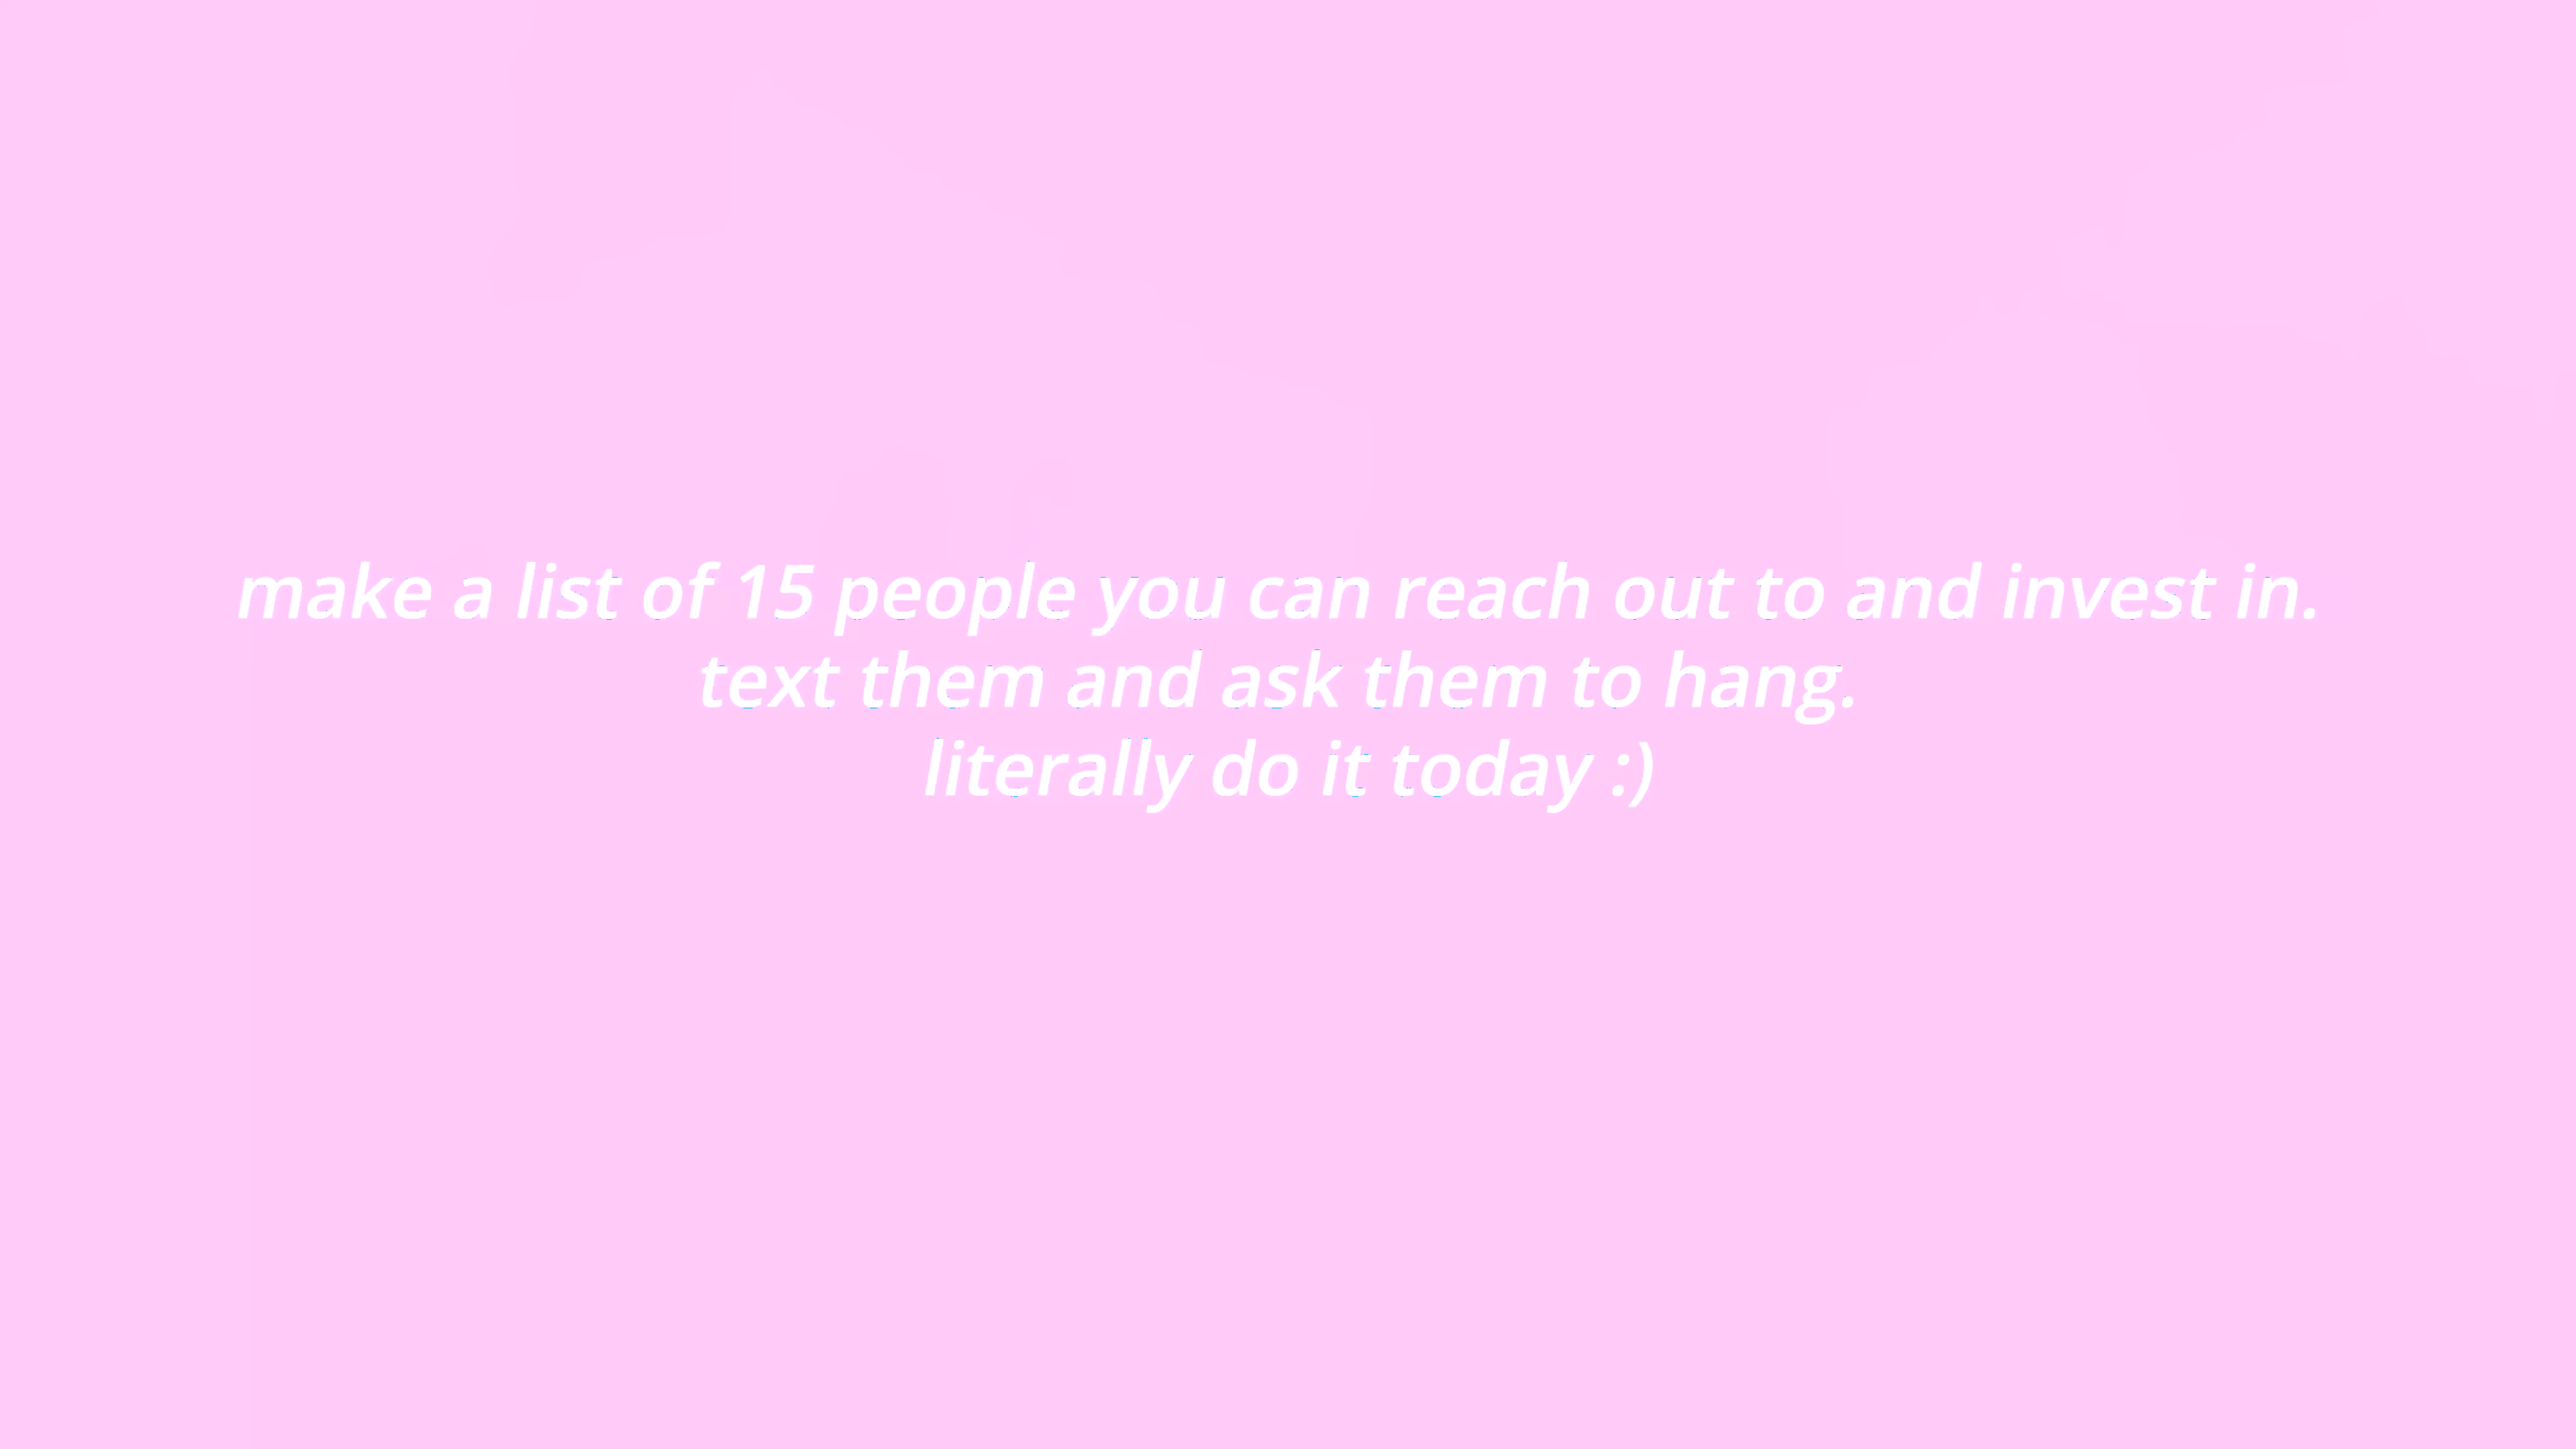 make a list of 15 people you can reach out to and invest in.
text them and ask them to hang.
literally do it today :)